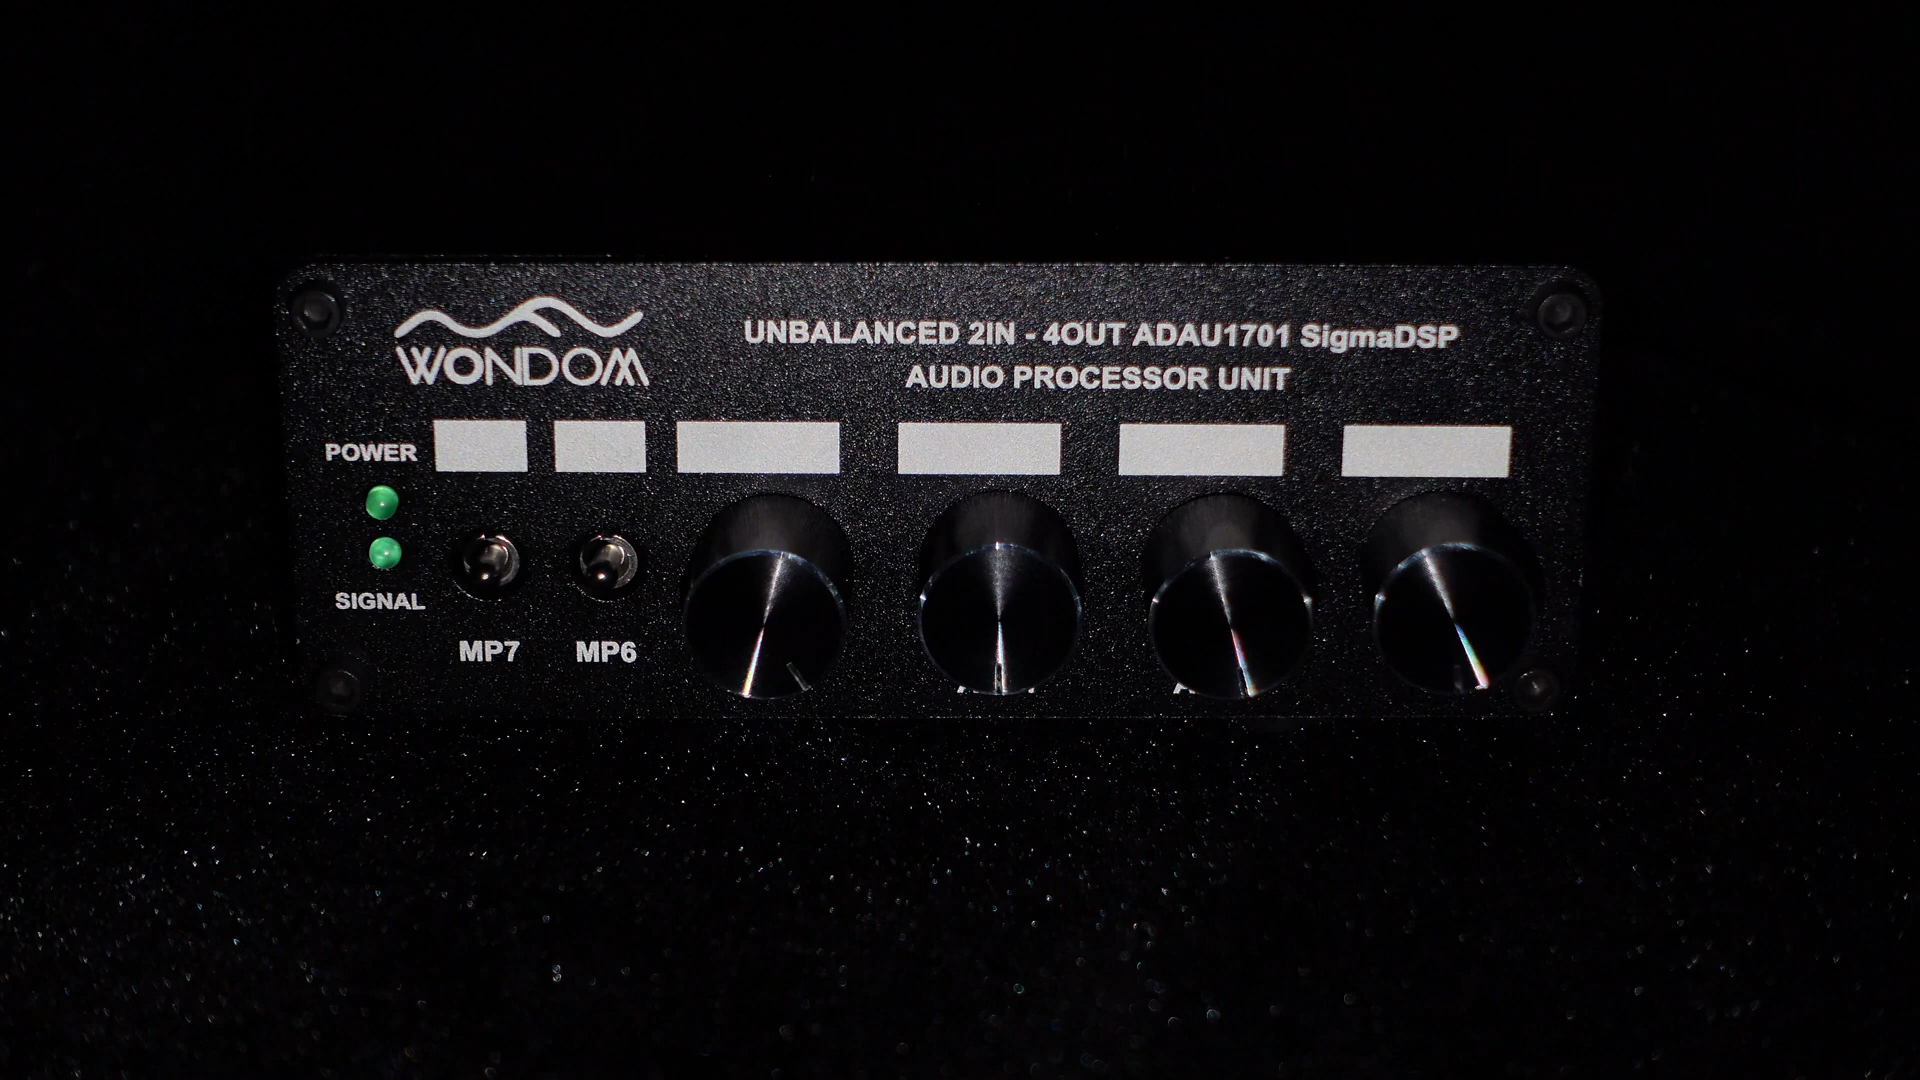 WONDOM
UNBALANCED 2IN - 4OUT ADAU1701 SigmaDSP
AUDIO PROCESSOR UNIT
POWER
SIGNAL
MP7
MP6